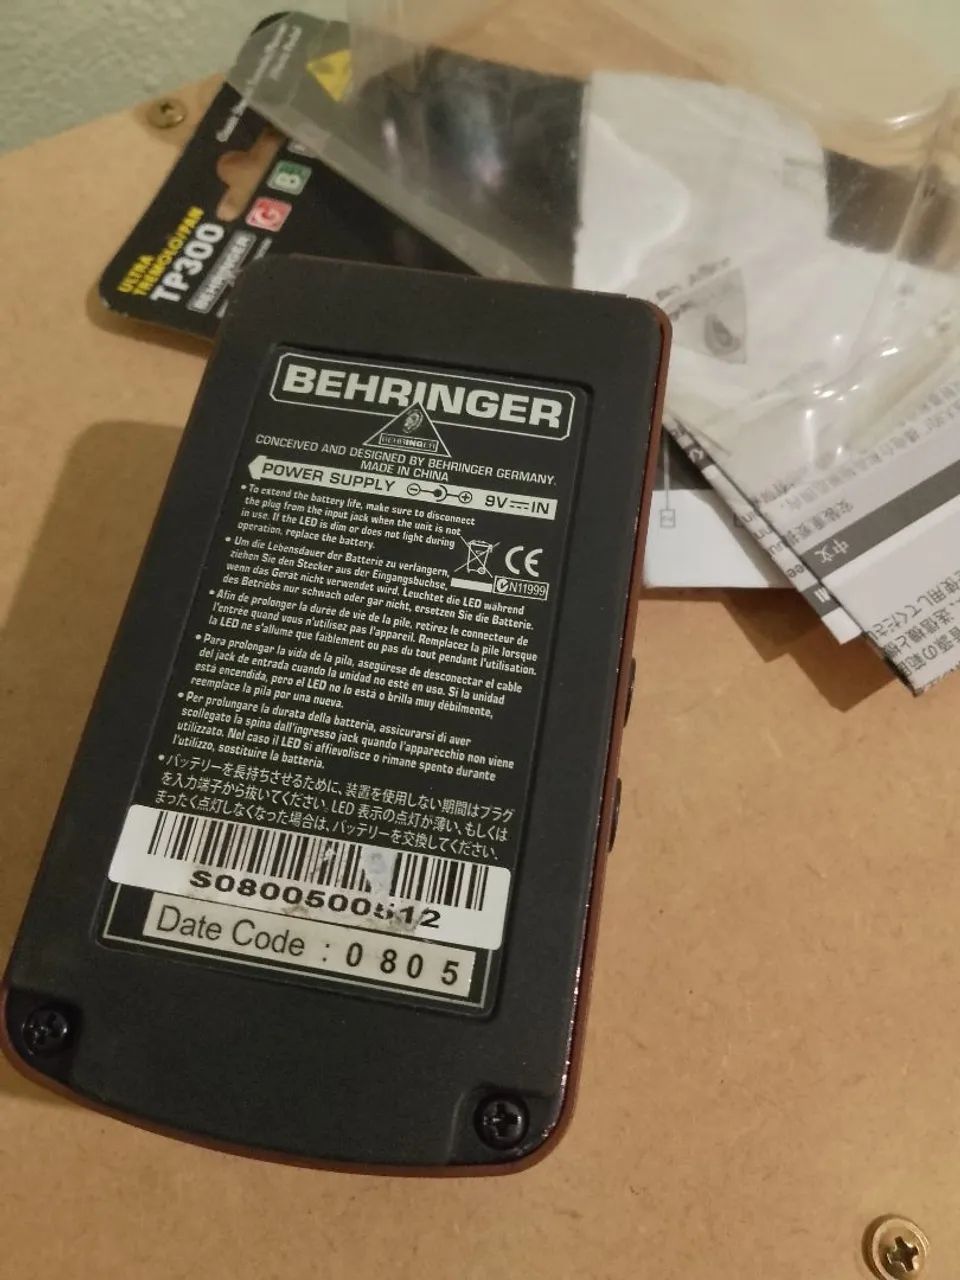 ULTRA
TREMOLO/PAN
TP300
BEHRINGER
G
B
BEHRINGER
BEHRINGER
CONCEIVED AND DESIGNED BY BEHRINGER GERMANY.
MADE IN CHINA
POWER SUPPLY - + 9V IN
• To extend the battery life, make sure to disconnect
the plug from the input jack when the unit is not
in use. If the LED is dim or does not light during
operation, replace the battery.
• Um die Lebensdauer der Batterie zu verlangern,
ziehen Sie den Stecker aus der Eingangsbuchse,
wenn das Gerät nicht verwendet wird. Leuchtet die LED während
des Betriebs nur schwach oder gar nicht, ersetzen Sie die Batterie.
CE
N11999
• Afin de prolonger la durée de vie de la pile, retirez le connecteur de
l'entrée quand vous n'utilisez pas l'appareil. Remplacez la pile lorsque
la LED ne s'allume que faiblement ou pas du tout pendant l'utilisation.
• Para prolongar la vida de la pila, asegúrese de desconectar el cable
del jack de entrada cuando la unidad no esté en uso. Si la unidad
está encendida, pero el LED no lo está o brilla muy débilmente,
reemplace la pila por una nueva.
• Per prolungare la durata della batteria, assicurarsi di aver
scollegato la spina dall'ingresso jack quando l'apparecchio non viene
utilizzato. Nel caso il LED si affievolisce o rimane spento durante
l'utilizzo, sostituire la batteria.
• バッテリーを長持ちさせるために、装置を使用しない期間はプラグ
を入力端子から抜いてください。LED 表示の点灯が薄い、もしくは
まったく点灯しなくなった場合は、バッテリーを交換してください。
S0800500512
Date Code : 0805
中文